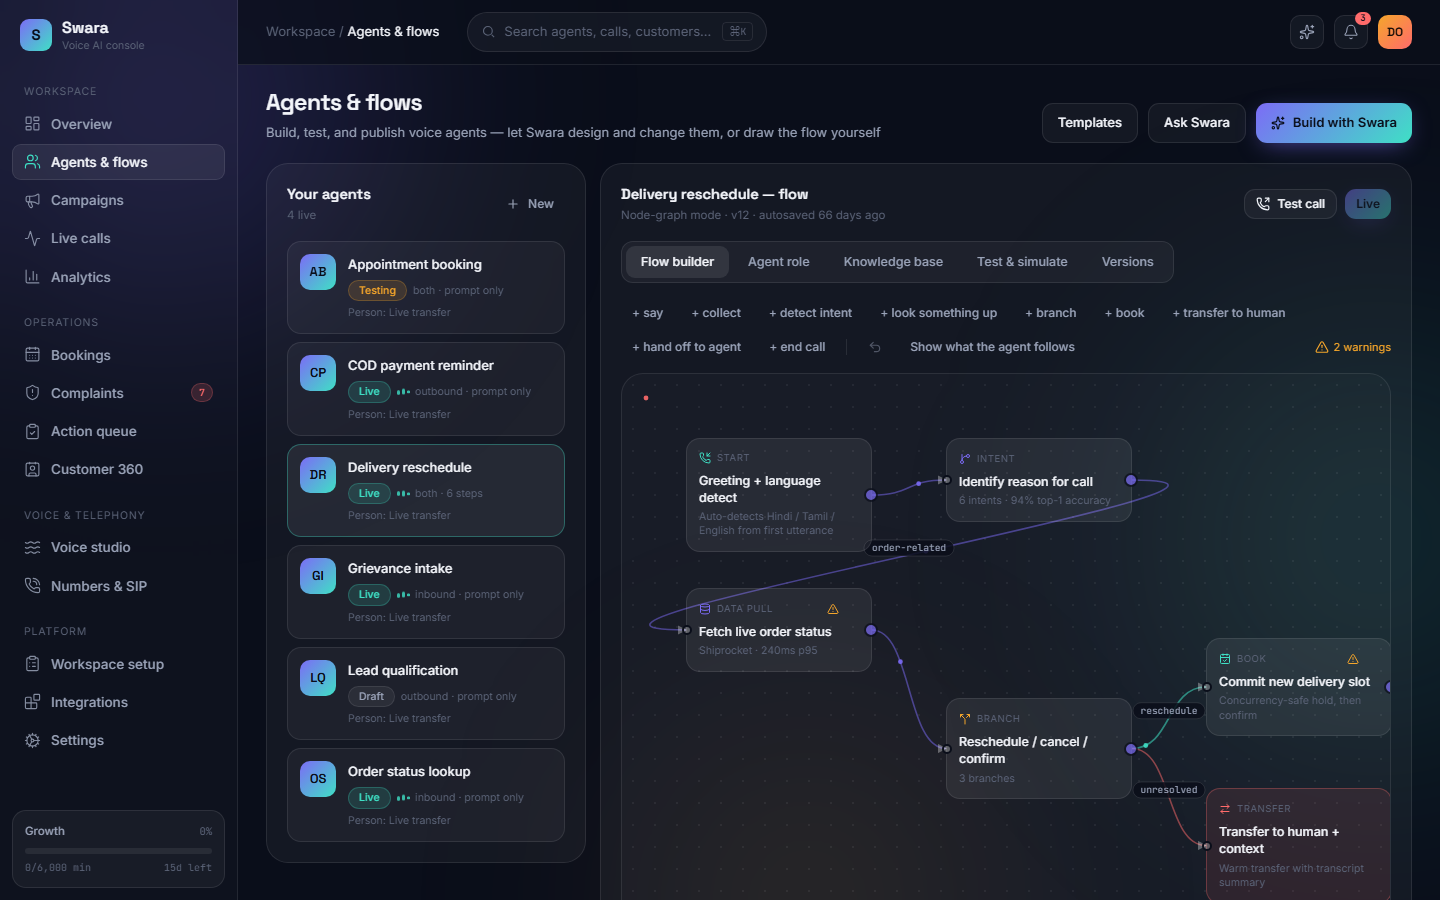 S
Swara
Voice AI console
WORKSPACE
Overview
Agents & flows
Campaigns
Live calls
Analytics
OPERATIONS
Bookings
Complaints
7
Action queue
Customer 360
VOICE & TELEPHONY
Voice studio
Numbers & SIP
PLATFORM
Workspace setup
Integrations
Settings
Growth
0%
0/6,000 min
15d left
Workspace / Agents & flows
Search agents, calls, customers...
⌘K
3
DO
Agents & flows
Build, test, and publish voice agents — let Swara design and change them, or draw the flow yourself
Templates
Ask Swara
Build with Swara
Your agents
4 live
+ New
AB
Appointment booking
Testing
both · prompt only
Person: Live transfer
CP
COD payment reminder
Live
outbound · prompt only
Person: Live transfer
DR
Delivery reschedule
Live
both · 6 steps
Person: Live transfer
GI
Grievance intake
Live
inbound · prompt only
Person: Live transfer
LQ
Lead qualification
Draft
outbound · prompt only
Person: Live transfer
OS
Order status lookup
Live
inbound · prompt only
Person: Live transfer
Delivery reschedule — flow
Node-graph mode · v12 · autosaved 66 days ago
Test call
Live
Flow builder
Agent role
Knowledge base
Test & simulate
Versions
+ say
+ collect
+ detect intent
+ look something up
+ branch
+ book
+ transfer to human
+ hand off to agent
+ end call
Show what the agent follows
2 warnings
START
Greeting + language
detect
Auto-detects Hindi / Tamil /
English from first utterance
INTENT
Identify reason for call
6 intents · 94% top-1 accuracy
order-related
DATA PULL
Fetch live order status
Shiprocket · 240ms p95
BRANCH
Reschedule / cancel /
confirm
3 branches
reschedule
unresolved
BOOK
Commit new delivery slot
Concurrency-safe hold, then
confirm
TRANSFER
Transfer to human +
context
Warm transfer with transcript
summary